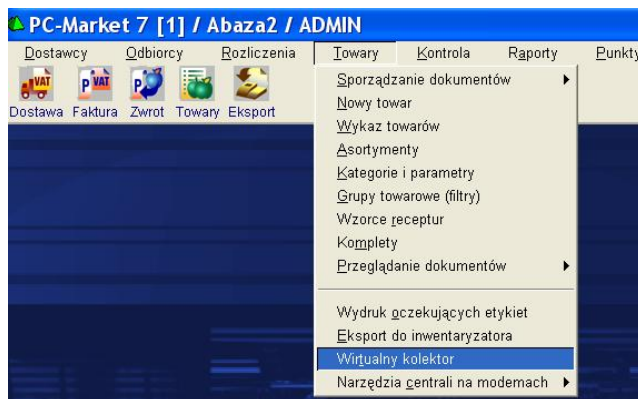 PC-Market 7 [1] / Abaza2 / ADMIN
Dostawcy Odbiorcy Rozliczenia Towary Kontrola Raporty Punkty
VAT P VAT P
Dostawa Faktura Zwrot Towary Eksport
Sporządzanie dokumentów
Nowy towar
Wykaz towarów
Asortymenty
Kategorie i parametry
Grupy towarowe (filtry)
Wzorce receptur
Komplety
Przeglądanie dokumentów
Wydruk oczekujących etykiet
Eksport do inwentaryzatora
Wirtualny kolektor
Narzędzia centrali na modemach